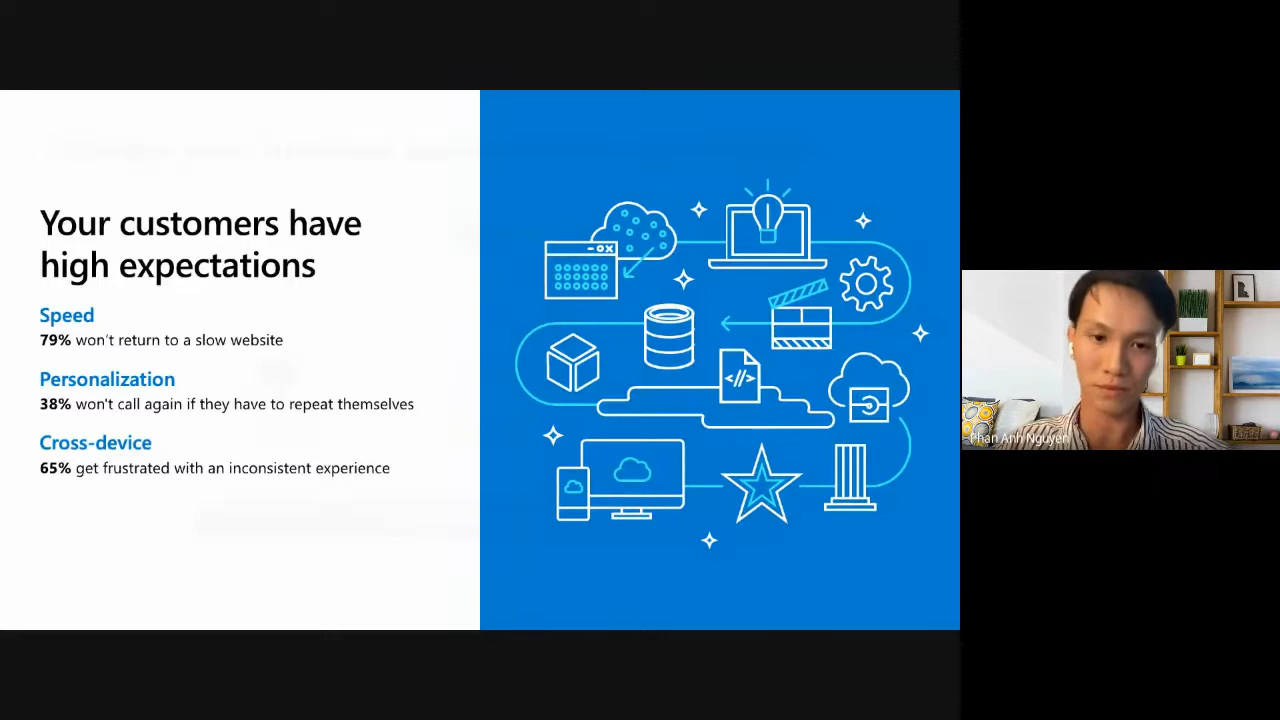 Your customers have
high expectations
Speed
79% won't return to a slow website
Personalization
38% won't call again if they have to repeat themselves
Cross-device
65% get frustrated with an inconsistent experience
</>
Phan Anh Nguyen